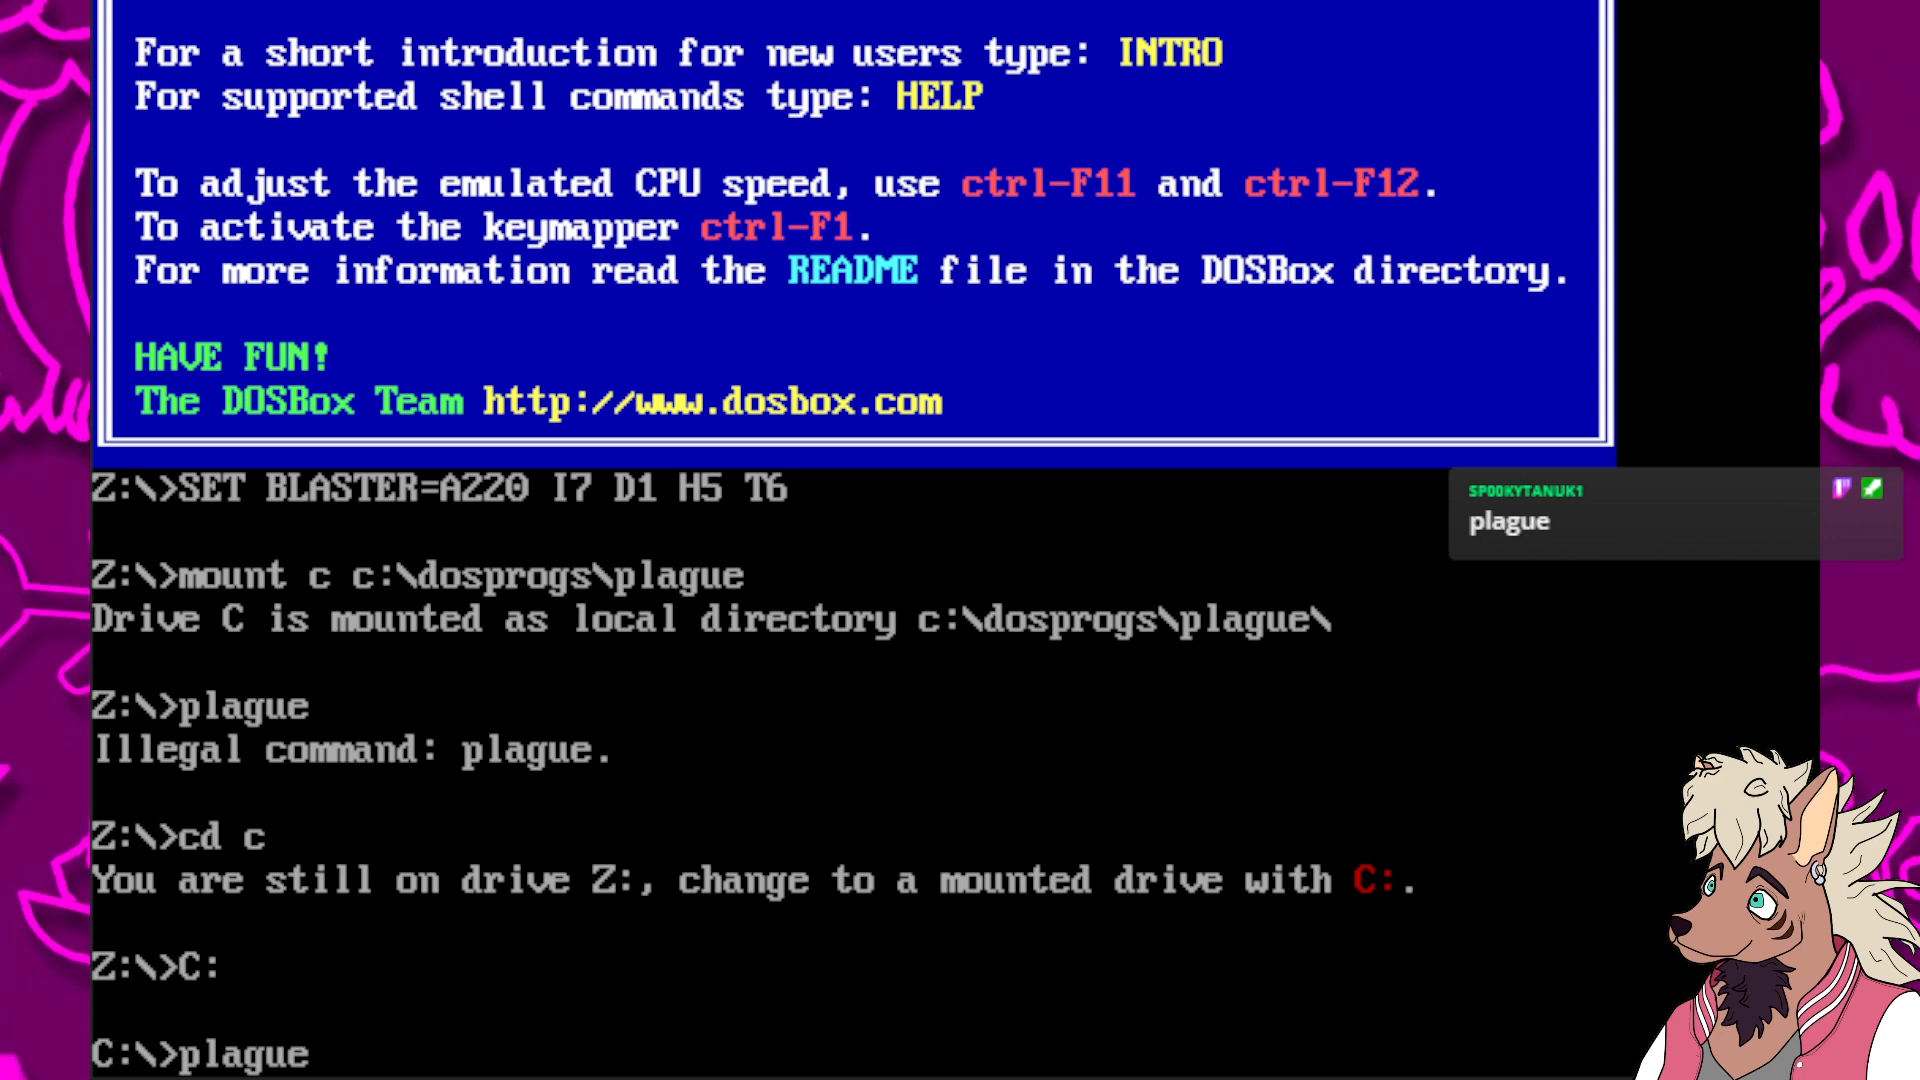 For a short introduction for new users type: INTRO
For supported shell commands type: HELP
To adjust the emulated CPU speed, use ctrl-F11 and ctrl-F12.
To activate the keymapper ctrl-F1.
For more information read the README file in the DOSBox directory.
HAVE FUN!
The DOSBox Team http://www.dosbox.com
Z:\>SET BLASTER=A220 I7 D1 H5 T6
SP00KYTANUK1
plague
Z:\>mount c c:\dosprogs\plague
Drive C is mounted as local directory c:\dosprogs\plague\
Z:\>plague
Illegal command: plague.
Z:\>cd c
You are still on drive Z:, change to a mounted drive with C:.
Z:\>C:
C:\>plague